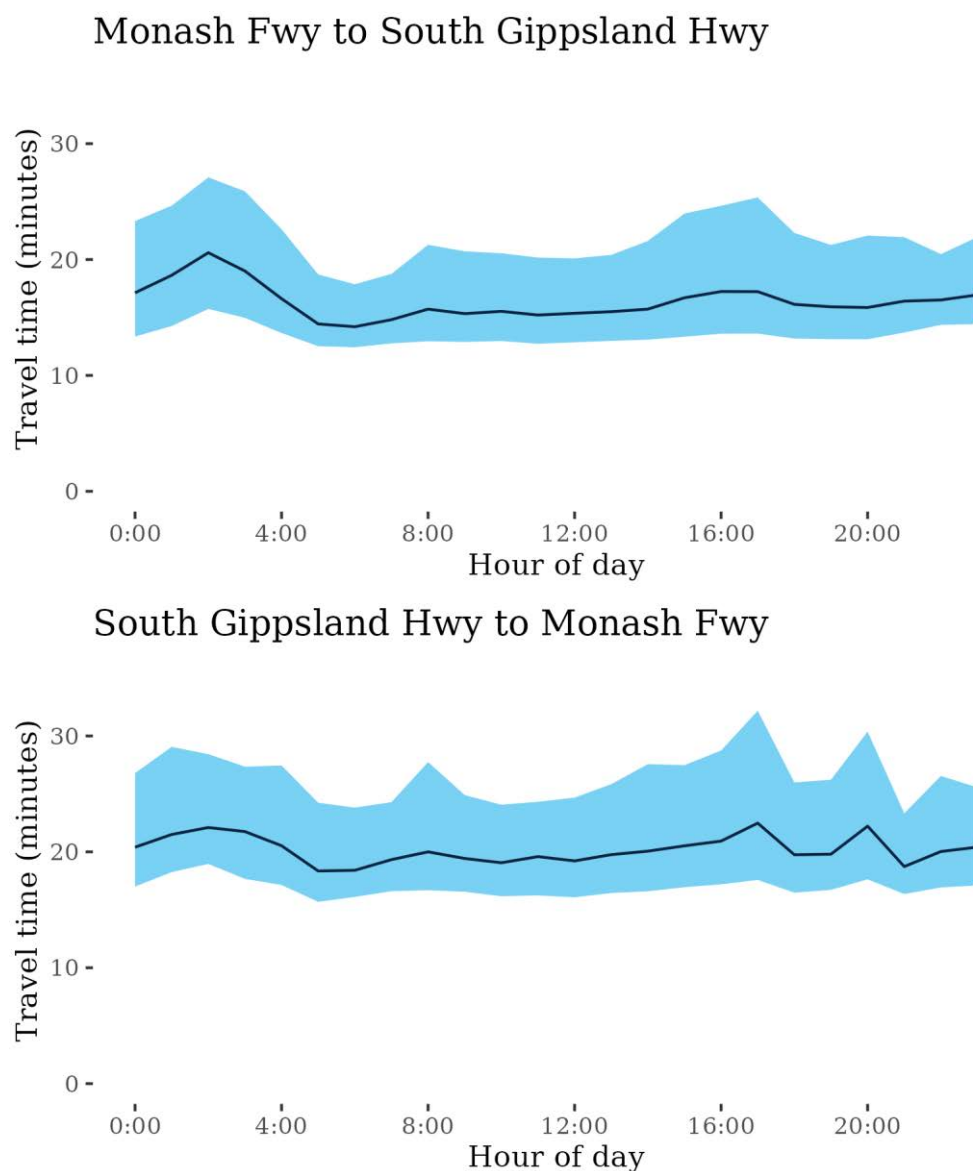 Monash Fwy to South Gippsland Hwy
Travel time (minutes)
30
20
10
0
0:00 4:00 8:00 12:00 16:00 20:00
Hour of day
South Gippsland Hwy to Monash Fwy
Travel time (minutes)
30
20
10
0
0:00 4:00 8:00 12:00 16:00 20:00
Hour of day